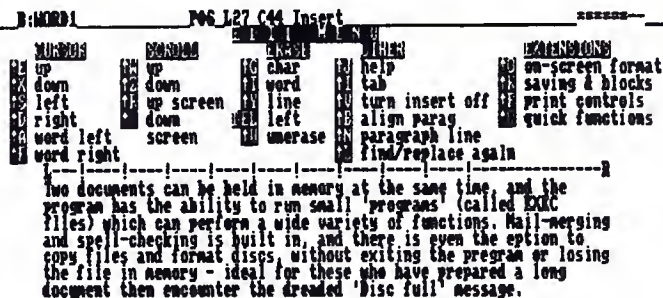 B:WORD1 P06 L27 C44 Insert
EDIT MENU
CURSOR SCROLL ERASE OTHER EXTENSIONS
^E up ^W up ^G char ^J help ^O on-screen format
^X down ^Z down ^T word ^I tab ^K saving & blocks
^S left ^R up screen ^Y line ^V turn insert off ^P print controls
^D right ^C down DEL left ^B align parag ^Q quick functions
^A word left screen ^U unerase ^N paragraph line
^F word right ^L find/replace again
L----!----!----!----!----!----!----!----!----!----!--------R
Two documents can be held in memory at the same time, and the
program has the ability to run small 'programs' (called EXEC
files) which can perform a wide variety of functions. Mail-merging
and spell-checking is built in, and there is even the option to
copy files and format discs, without exiting the program or losing
the file in memory - ideal for those who have prepared a long
document then encounter the dreaded 'Disc full' message.